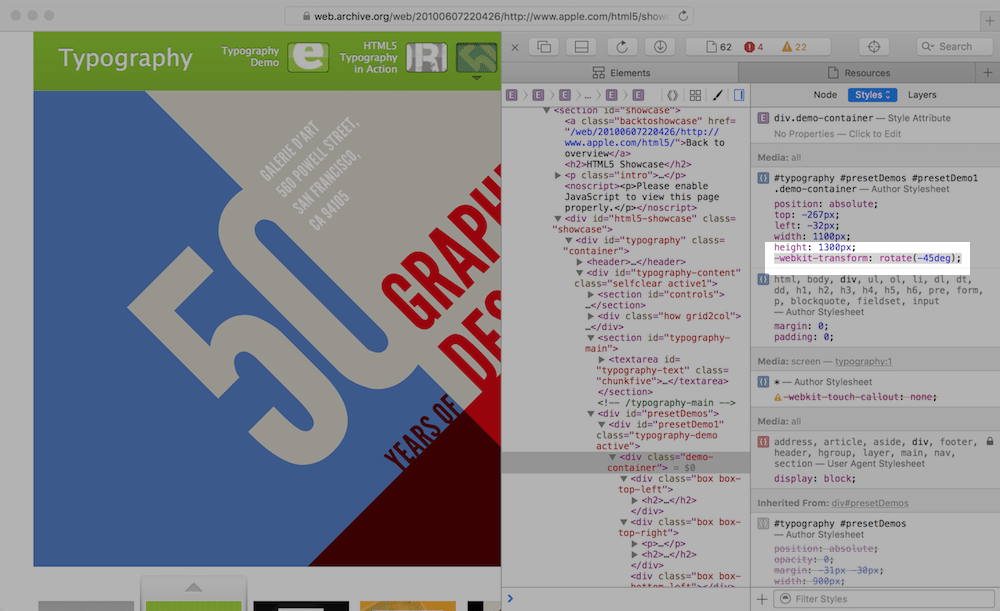 web.archive.org/web/20100607220426/http://www.apple.com/html5/show
Typography
Typography
Demo
HTML5
Typography
in Action
GALERIE D'ART
560 POWELL STREET,
SAN FRANCISCO,
CA 94105
50
GRAPH
DES
YEARS OF
62
4
22
Search
Elements
Resources
E
E
E
...
E
E
Node
Styles
Layers
<section id="showcase">
<a class="backtoshowcase" href=
"/web/20100607220426/http://
www.apple.com/html5/">Back to
overview</a>
<h2>HTML5 Showcase</h2>
<p class="intro">…</p>
<noscript><p>Please enable
JavaScript to view this page
properly.</p></noscript>
<div id="html5-showcase" class=
"showcase">
<div id="typography" class=
"container">
<header>…</header>
<div id="typography-content"
class="selfclear active1">
<section id="controls">
…</section>
<div class="how grid2col">
…</div>
<section id="typography-
main">
<textarea id=
"typography-text" class=
"chunkfive">…</textarea>
</section>
<!-- /typography-main -->
<div id="presetDemos">
<div id="presetDemo1"
class="typography-demo
active">
<div class="demo-
container"> = $0
<div class="box box-
top-left">
<h2>…</h2>
</div>
<div class="box box-
top-right">
<p>…</p>
<h2>…</h2>
</div>
<div class="box box-
bottom-left">
E div.demo-container — Style Attribute
No Properties — Click to Edit
Media: all
#typography #presetDemos #presetDemo1
.demo-container — Author Stylesheet
position: absolute;
top: -267px;
left: -32px;
width: 1100px;
height: 1300px;
-webkit-transform: rotate(-45deg);
html, body, div, ul, ol, li, dl, dt,
dd, h1, h2, h3, h4, h5, h6, pre, form,
p, blockquote, fieldset, input
— Author Stylesheet
margin: 0;
padding: 0;
Media: screen — typography:1
* — Author Stylesheet
-webkit-touch-callout: none;
Media: all
address, article, aside, div, footer,
header, hgroup, layer, main, nav,
section — User Agent Stylesheet
display: block;
Inherited From: div#presetDemos
#typography #presetDemos
— Author Stylesheet
position: absolute;
opacity: 0;
margin: -31px -30px;
width: 900px;
Filter Styles